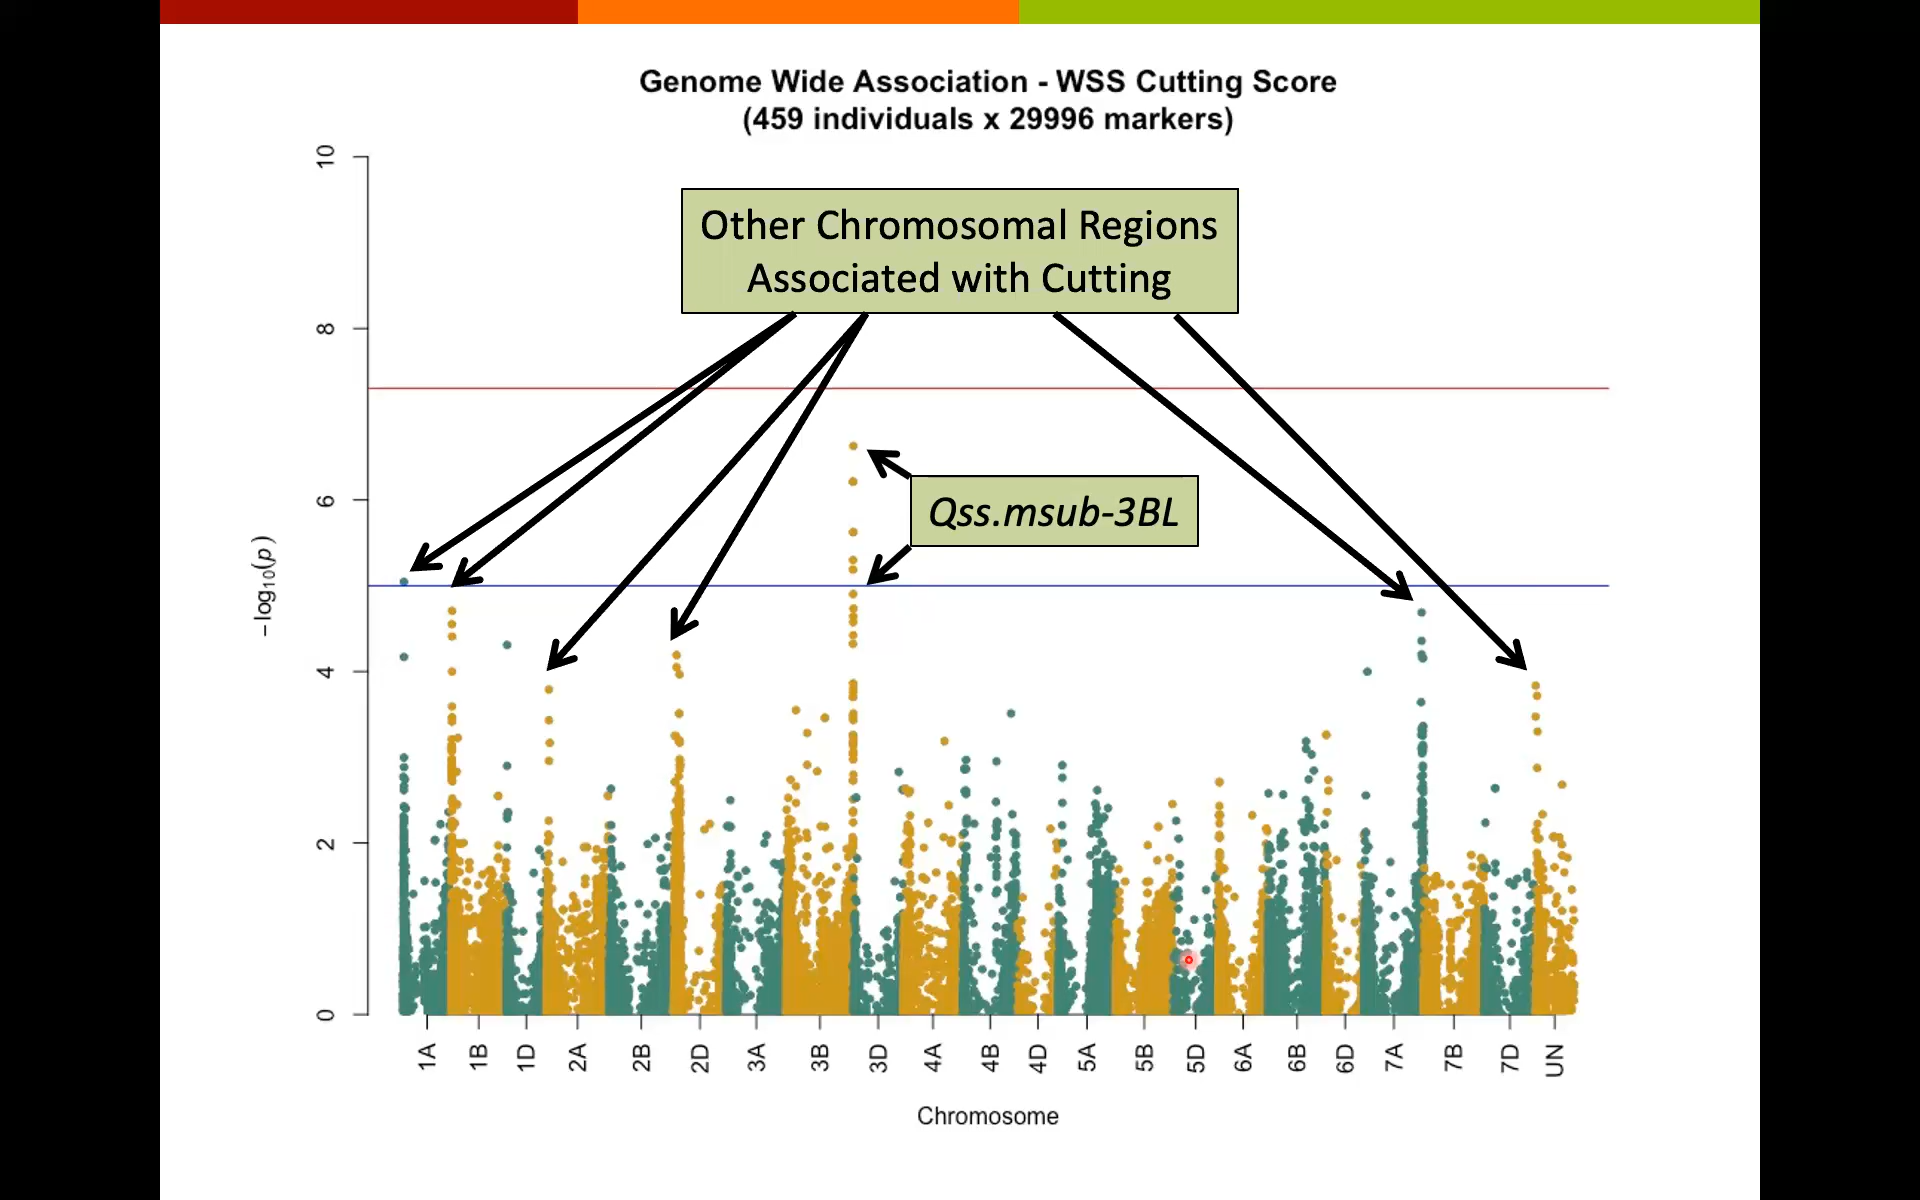 Genome Wide Association - WSS Cutting Score
(459 individuals x 29996 markers)
10
Other Chromosomal Regions
Associated with Cutting
8
6
Qss.msub-3BL
−log10(p)
4
2
0
1A 1B 1D 2A 2B 2D 3A 3B 3D 4A 4B 4D 5A 5B 5D 6A 6B 6D 7A 7B 7D UN
Chromosome